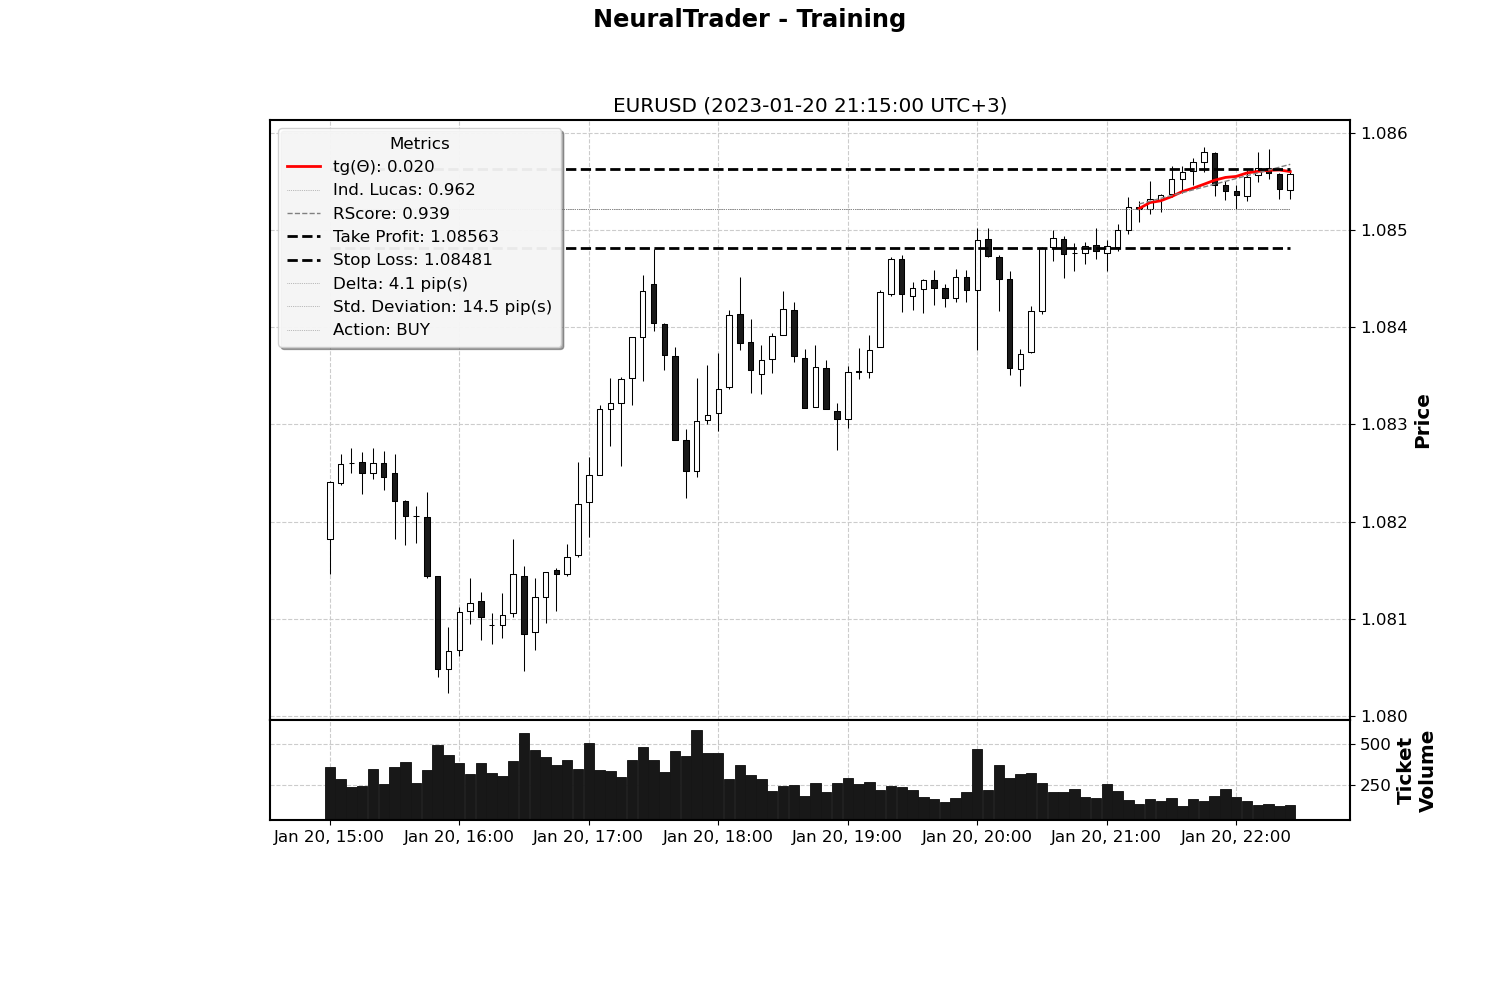 NeuralTrader - Training
EURUSD (2023-01-20 21:15:00 UTC+3)
Metrics
tg(Θ): 0.020
Ind. Lucas: 0.962
RScore: 0.939
Take Profit: 1.08563
Stop Loss: 1.08481
Delta: 4.1 pip(s)
Std. Deviation: 14.5 pip(s)
Action: BUY
1.086
1.085
1.084
1.083
1.082
1.081
1.080
Price
500
250
Ticket
Volume
Jan 20, 15:00
Jan 20, 16:00
Jan 20, 17:00
Jan 20, 18:00
Jan 20, 19:00
Jan 20, 20:00
Jan 20, 21:00
Jan 20, 22:00